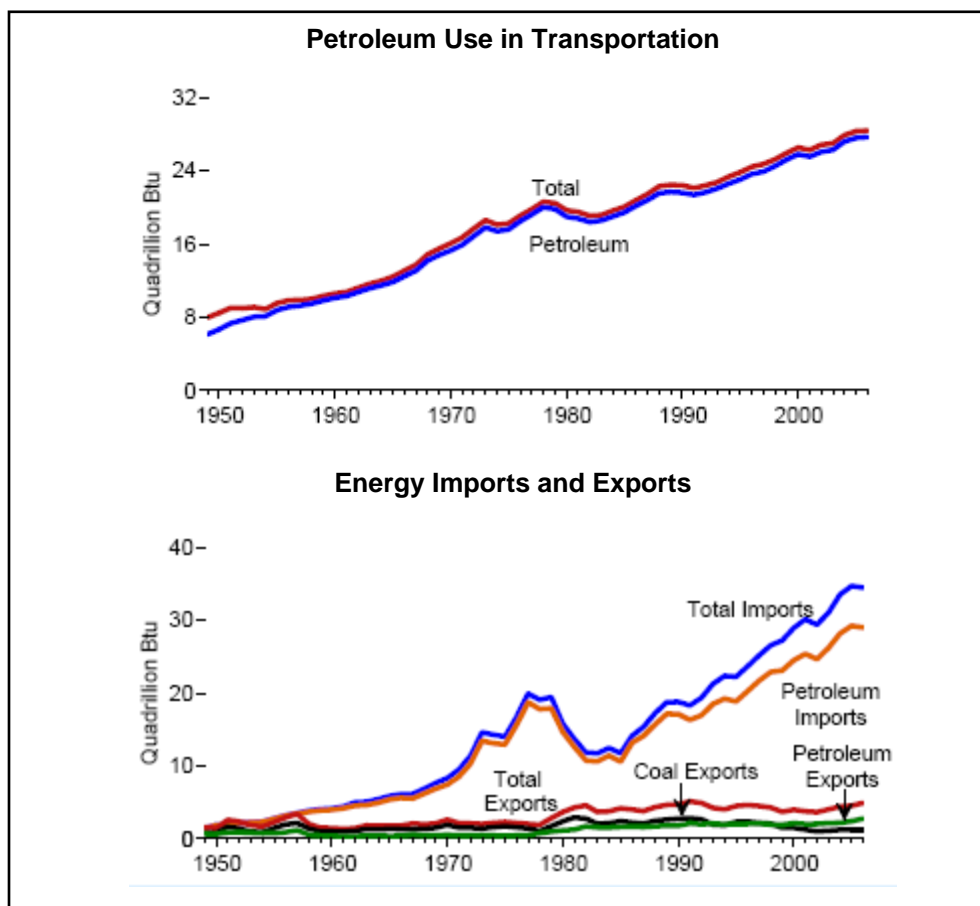 Petroleum Use in Transportation
32
24
16
8
0
Quadrillion Btu
Total
Petroleum
1950 1960 1970 1980 1990 2000
Energy Imports and Exports
40
30
20
10
0
Quadrillion Btu
Total Imports
Petroleum
Imports
Petroleum
Exports
Coal Exports
Total
Exports
1950 1960 1970 1980 1990 2000